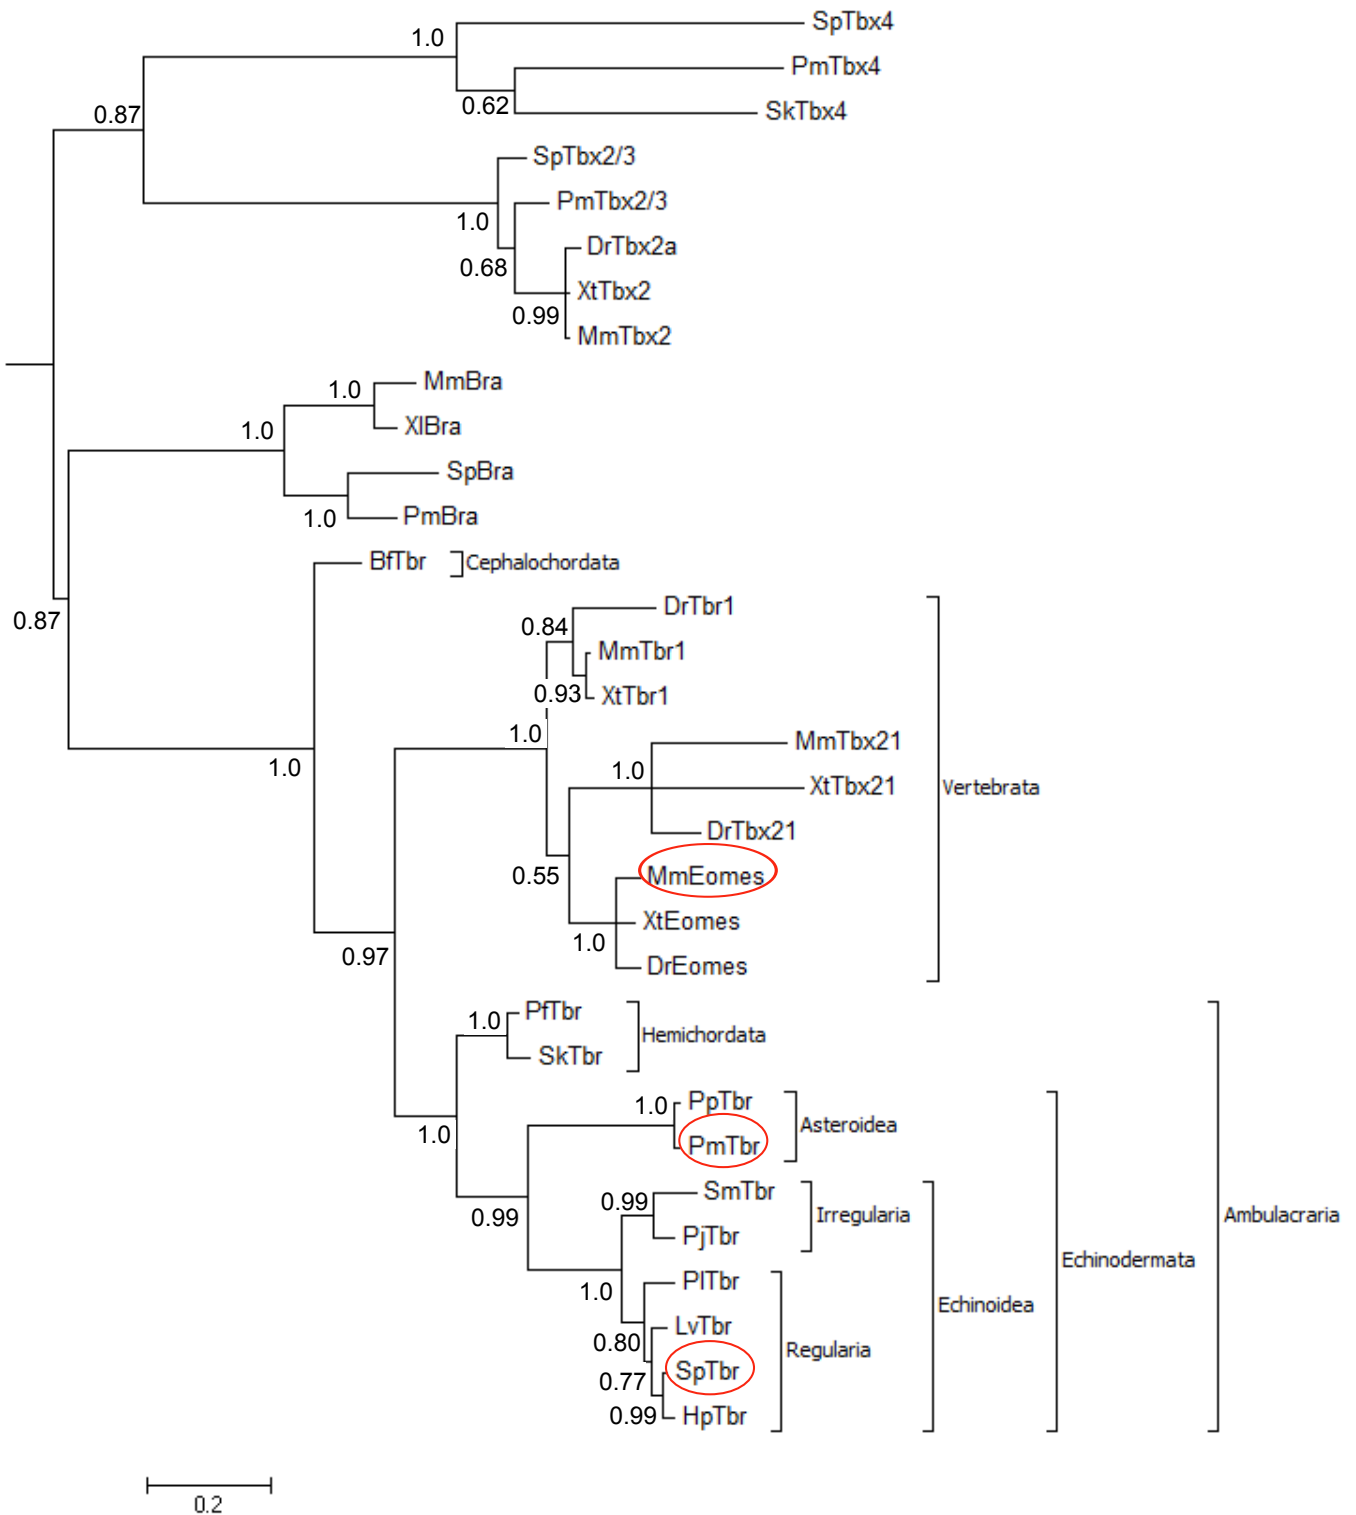 SpTbx4
1.0
PmTbx4
0.62
SkTbx4
0.87
SpTbx2/3
PmTbx2/3
1.0
DrTbx2a
0.68
XtTbx2
0.99
MmTbx2
MmBra
1.0
XlBra
1.0
SpBra
PmBra
1.0
BfTbr
Cephalochordata
0.87
DrTbr1
0.84
MmTbr1
0.93
XtTbr1
1.0
MmTbx21
1.0
XtTbx21
Vertebrata
DrTbx21
0.55
MmEomes
XtEomes
1.0
DrEomes
1.0
0.97
PfTbr
1.0
Hemichordata
SkTbr
PpTbr
1.0
Asteroidea
PmTbr
1.0
SmTbr
0.99
Irregularia
Ambulacraria
0.99
PjTbr
Echinodermata
PlTbr
1.0
Echinoidea
LvTbr
0.80
Regularia
SpTbr
0.77
HpTbr
0.99
0.2